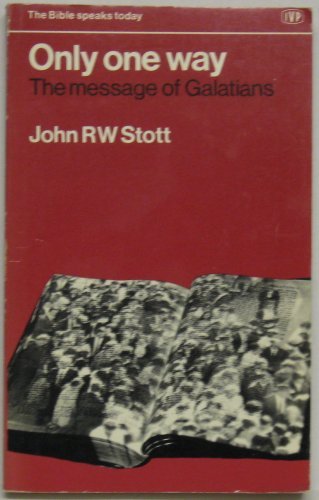 The Bible speaks today
IVP
Only one way
The message of Galatians
John RW Stott